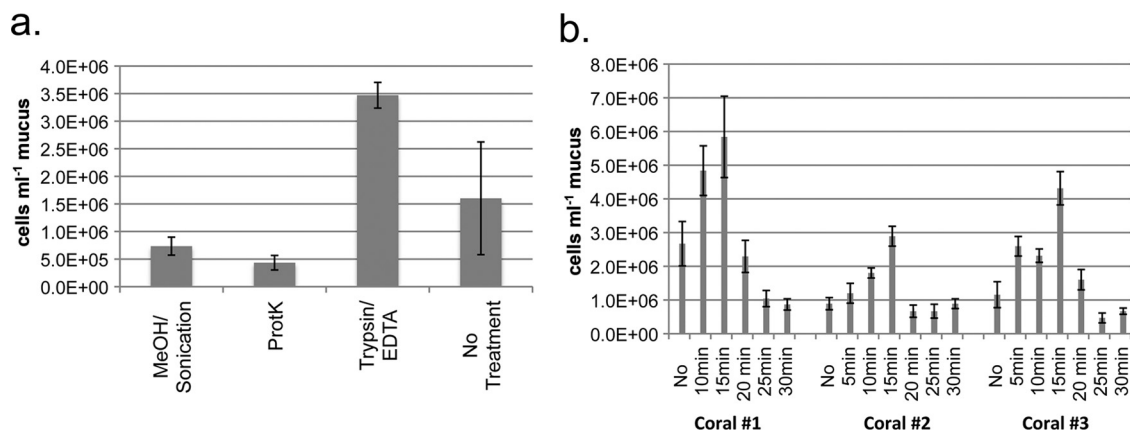 a.
cells ml-1 mucus
4.0E+06
3.5E+06
3.0E+06
2.5E+06
2.0E+06
1.5E+06
1.0E+06
5.0E+05
0.0E+00
MeOH/
Sonication
ProtK
Trypsin/
EDTA
No
Treatment
b.
cells ml-1 mucus
8.0E+06
7.0E+06
6.0E+06
5.0E+06
4.0E+06
3.0E+06
2.0E+06
1.0E+06
0.0E+00
No
10min
15min
20 min
25min
30min
No
5min
10min
15min
20 min
25min
30min
No
5min
10min
15min
20 min
25min
30min
Coral #1
Coral #2
Coral #3